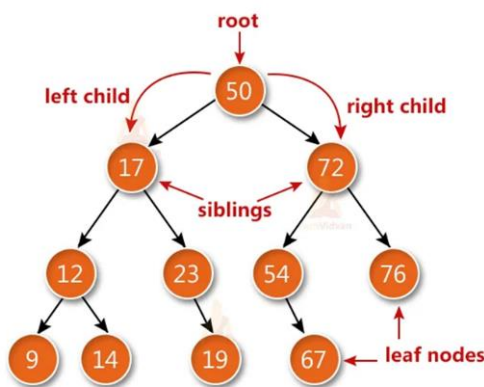 root
left child
50
right child
17
72
siblings
12
23
54
76
9
14
19
67
leaf nodes